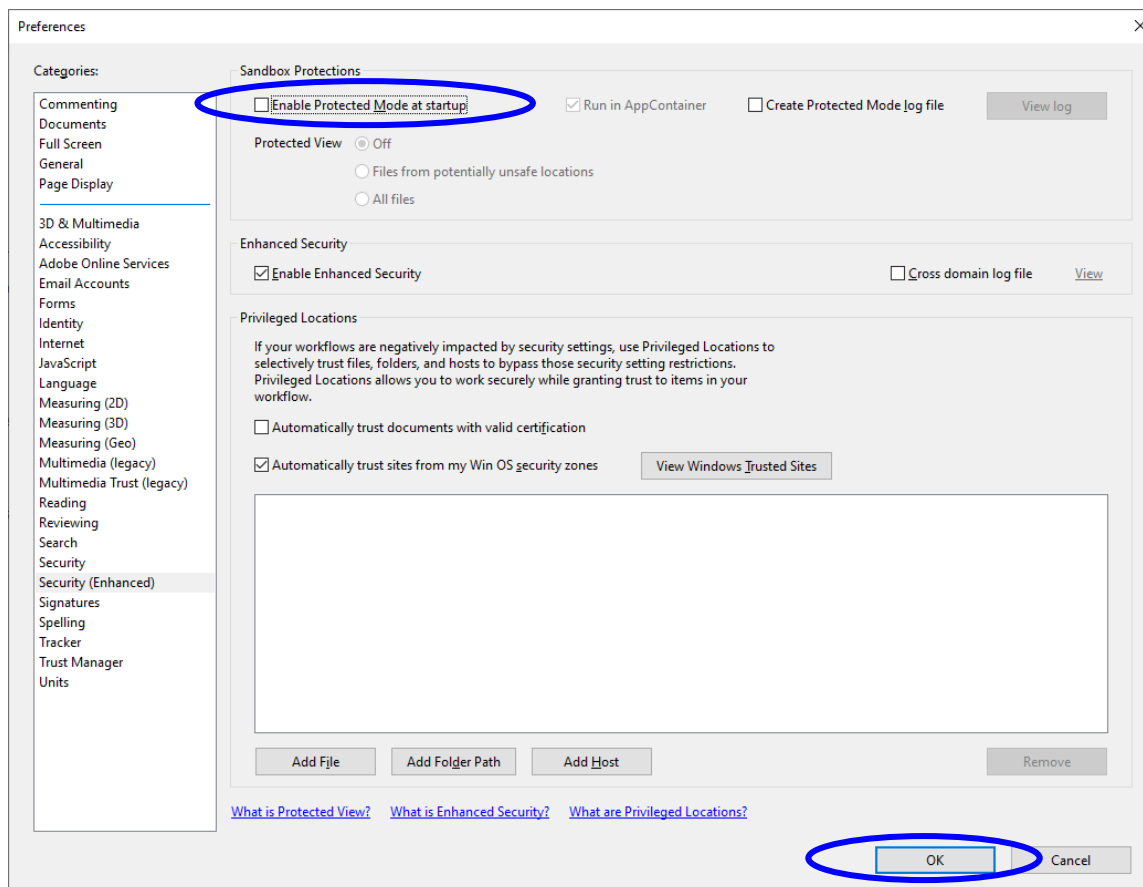 Preferences
Categories:
Commenting
Documents
Full Screen
General
Page Display
3D & Multimedia
Accessibility
Adobe Online Services
Email Accounts
Forms
Identity
Internet
JavaScript
Language
Measuring (2D)
Measuring (3D)
Measuring (Geo)
Multimedia (legacy)
Multimedia Trust (legacy)
Reading
Reviewing
Search
Security
Security (Enhanced)
Signatures
Spelling
Tracker
Trust Manager
Units
Sandbox Protections
Enable Protected Mode at startup Run in AppContainer Create Protected Mode log file View log
Protected View Off
Files from potentially unsafe locations
All files
Enhanced Security
Enable Enhanced Security Cross domain log file View
Privileged Locations
If your workflows are negatively impacted by security settings, use Privileged Locations to
selectively trust files, folders, and hosts to bypass those security setting restrictions.
Privileged Locations allows you to work securely while granting trust to items in your
workflow.
Automatically trust documents with valid certification
Automatically trust sites from my Win OS security zones View Windows Trusted Sites
Add File Add Folder Path Add Host Remove
What is Protected View? What is Enhanced Security? What are Privileged Locations?
OK Cancel